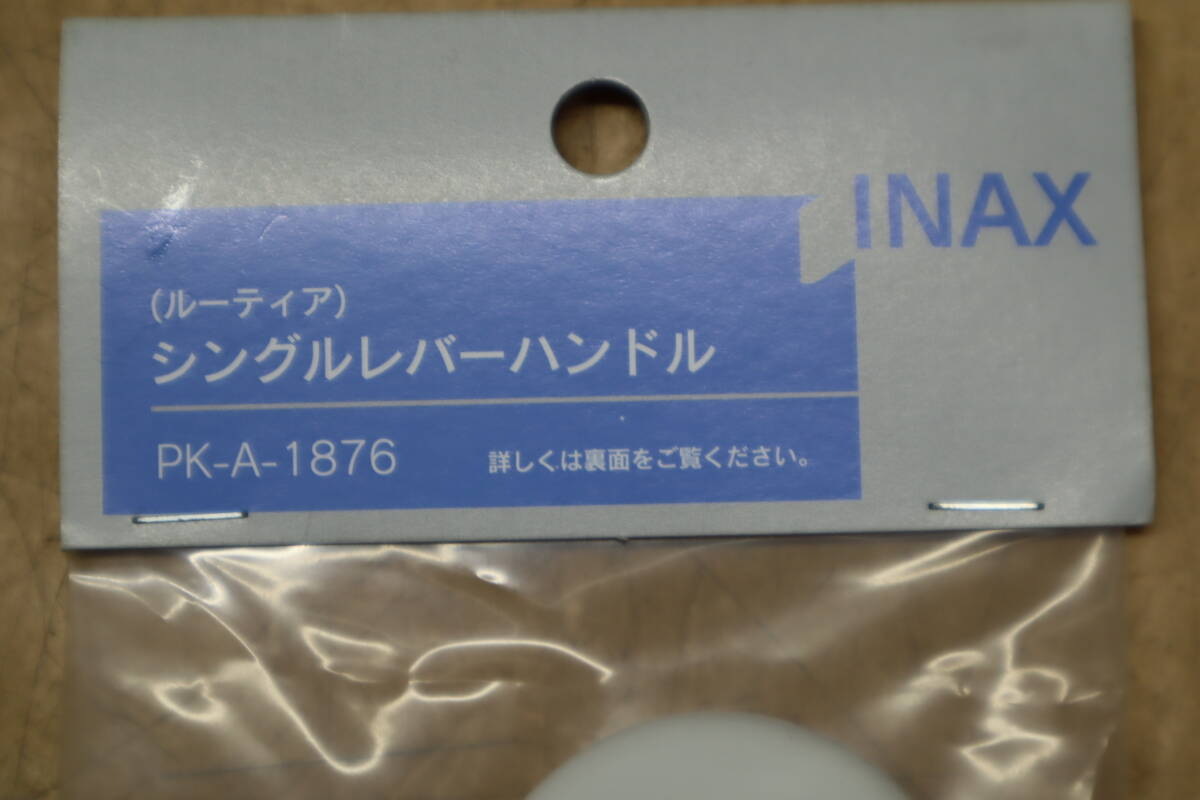 INAX
(ルーティア)
シングルレバーハンドル
PK-A-1876
詳しくは裏面をご覧ください。